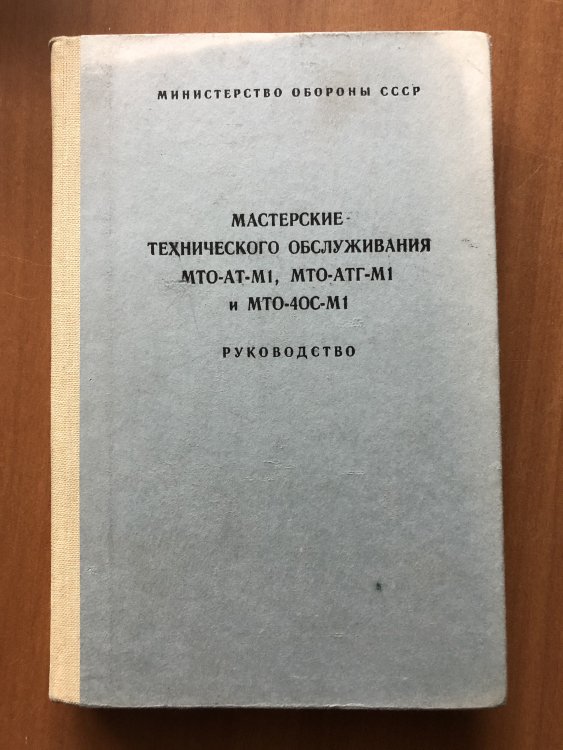 МИНИСТЕРСТВО ОБОРОНЫ СССР
МАСТЕРСКИЕ
ТЕХНИЧЕСКОГО ОБСЛУЖИВАНИЯ
МТО-АТ-М1, МТО-АТГ-М1
и МТО-4ОС-М1
РУКОВОДСТВО